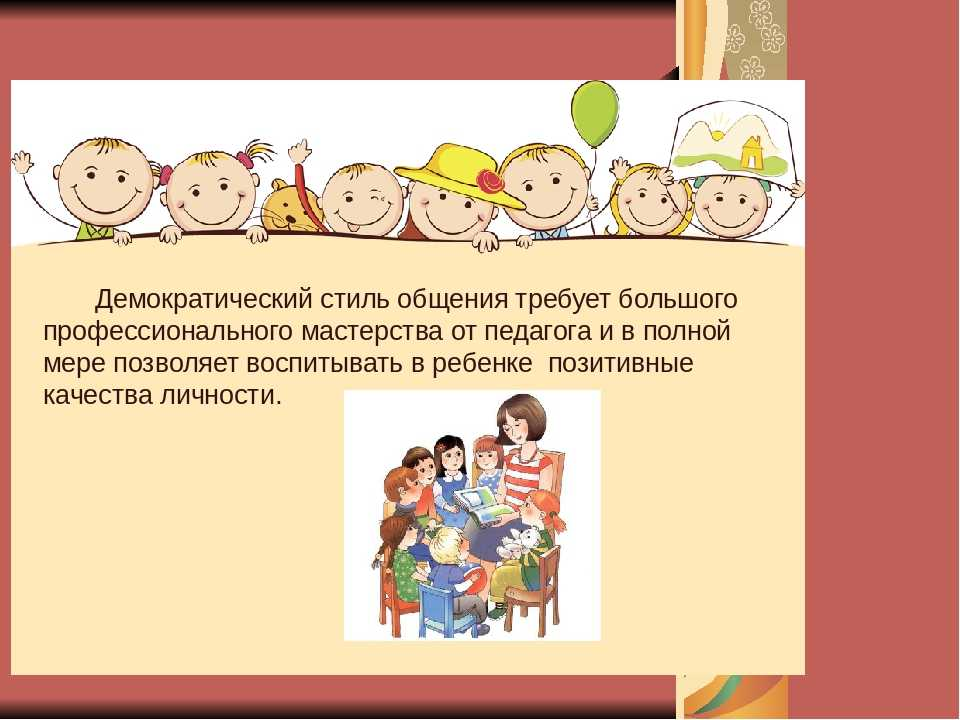 Демократический стиль общения требует большого
профессионального мастерства от педагога и в полной
мере позволяет воспитывать в ребенке  позитивные
качества личности.